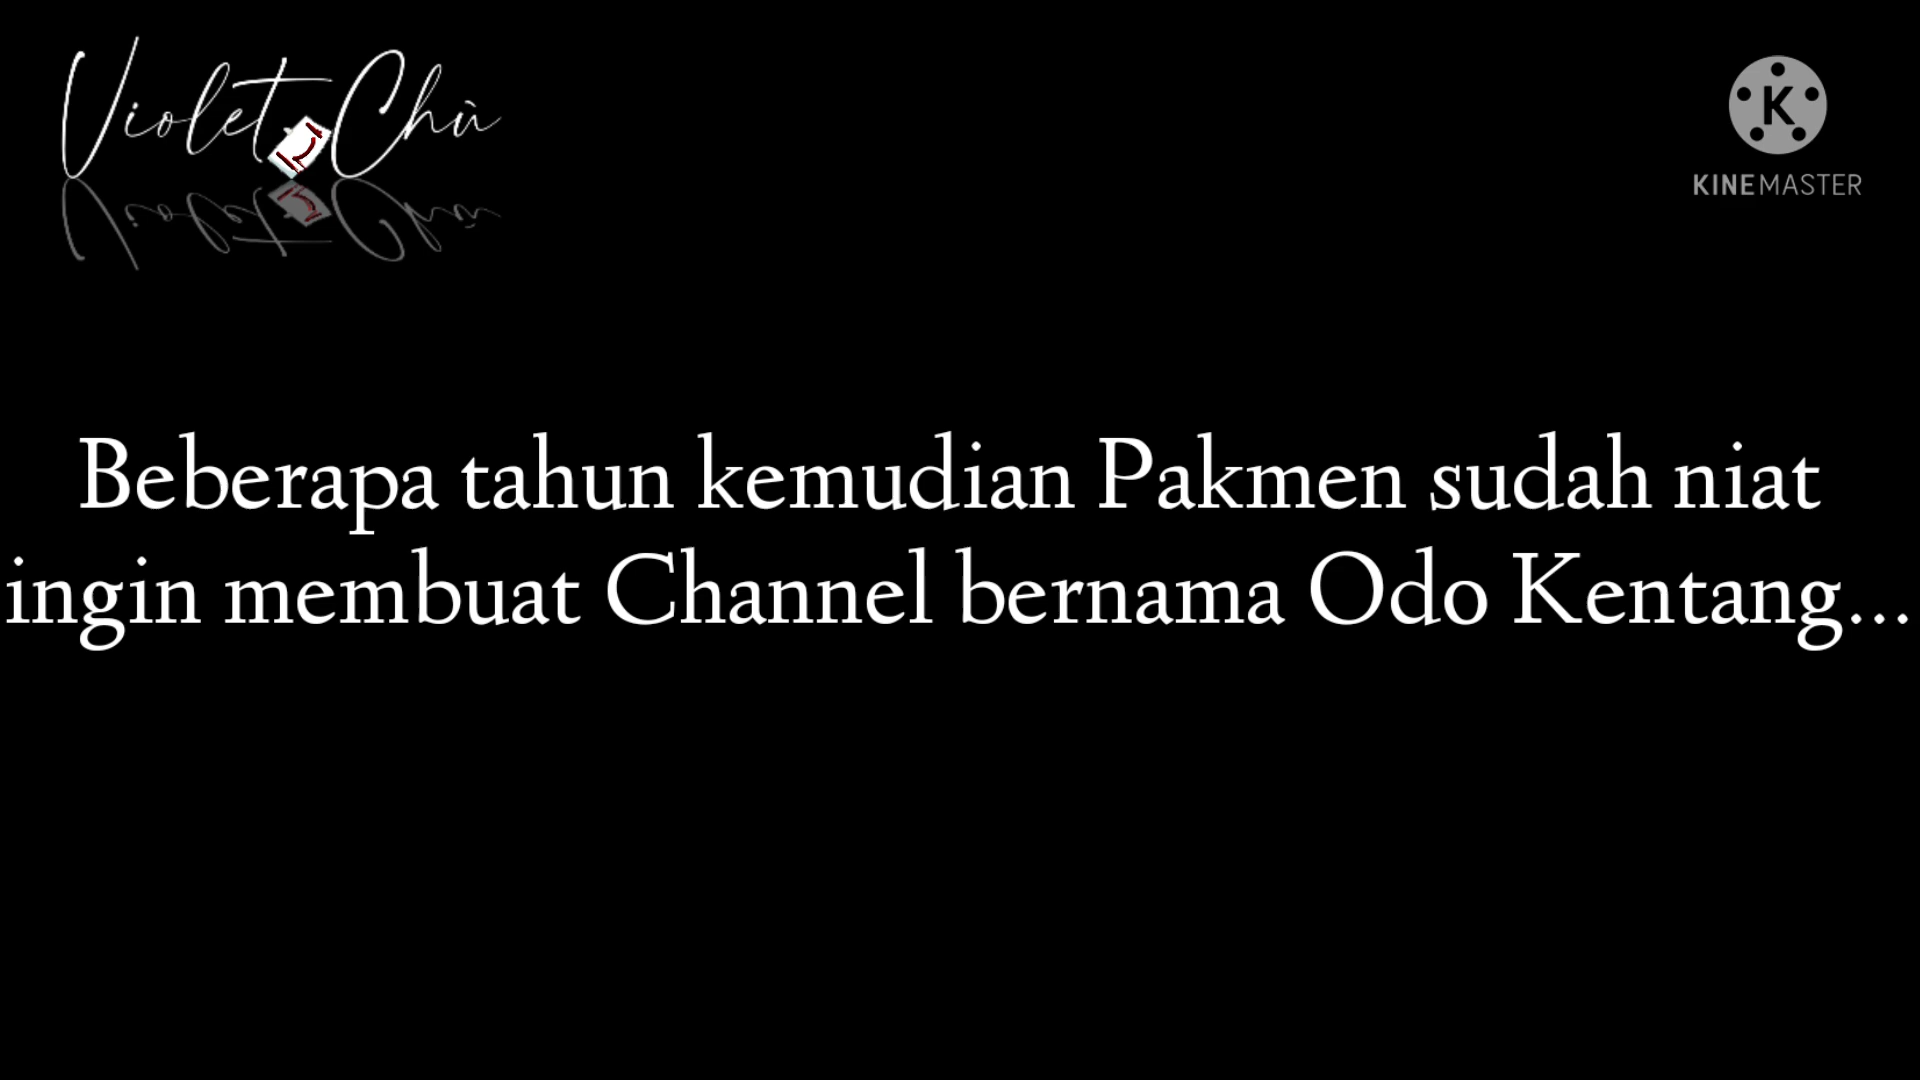 Violet Chù
K
KINEMASTER
Beberapa tahun kemudian Pakmen sudah niat
ingin membuat Channel bernama Odo Kentang...